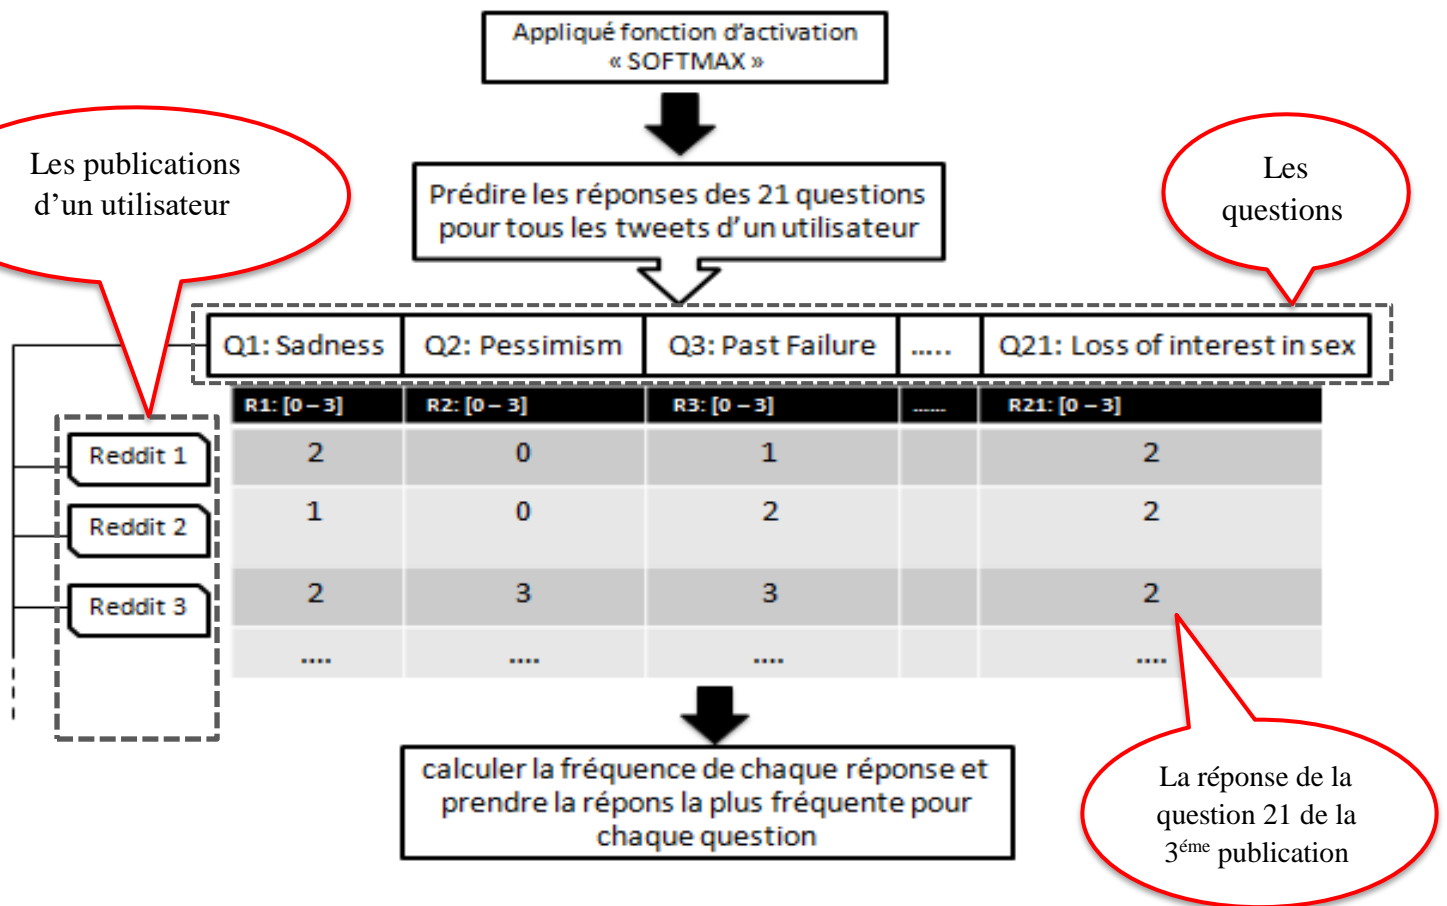 Appliqué fonction d’activation
« SOFTMAX »
Les publications
d’un utilisateur
Prédire les réponses des 21 questions
pour tous les tweets d’un utilisateur
Les
questions
Q1: Sadness Q2: Pessimism Q3: Past Failure ..... Q21: Loss of interest in sex
R1: [0 – 3] R2: [0 – 3] R3: [0 – 3] ...... R21: [0 – 3]
Reddit 1 2 0 1 2
Reddit 2 1 0 2 2
Reddit 3 2 3 3 2
.... .... .... ....
calculer la fréquence de chaque réponse et
prendre la répons la plus fréquente pour
chaque question
La réponse de la
question 21 de la
3éme publication